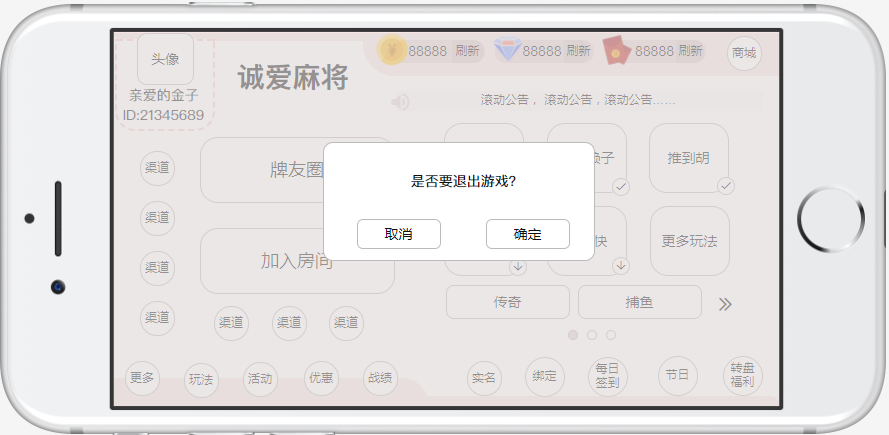 头像
亲爱的金子
ID:21345689
诚爱麻将
88888 刷新
88888 刷新
88888 刷新
商城
滚动公告，滚动公告，滚动公告......
渠道
渠道
渠道
渠道
牌友圈
加入房间
推到胡
子
快
更多玩法
是否要退出游戏?
取消
确定
传奇
捕鱼
渠道
渠道
渠道
更多
玩法
活动
优惠
战绩
实名
绑定
每日
签到
节日
转盘
福利